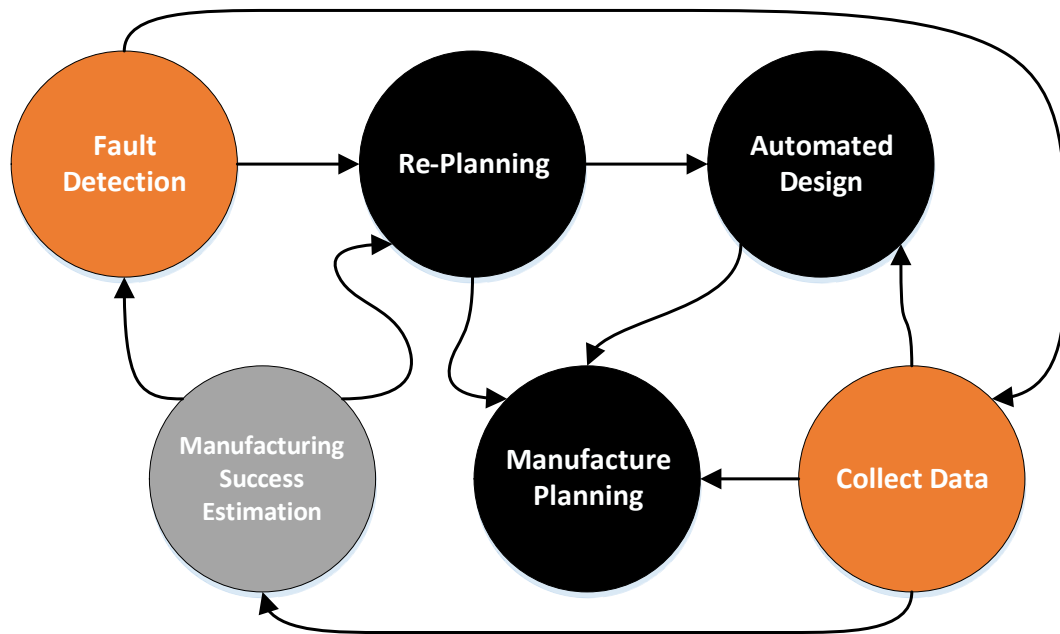 Fault
Detection
Re-Planning
Automated
Design
Manufacturing
Success
Estimation
Manufacture
Planning
Collect Data